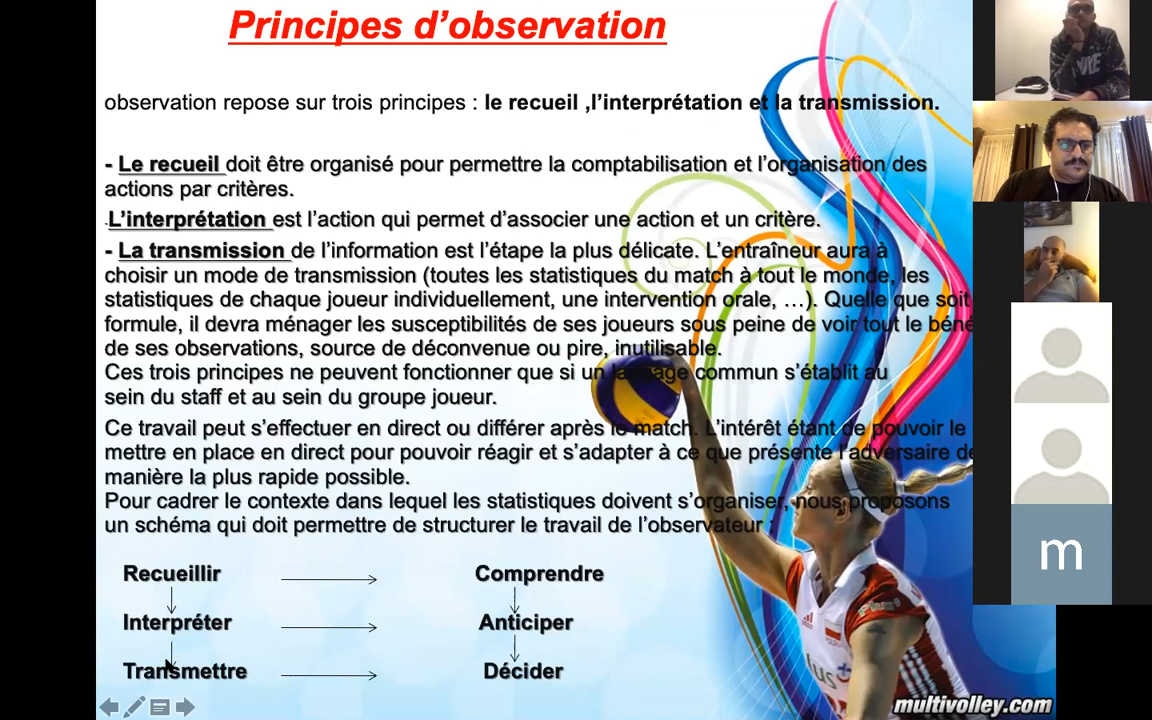 Principes d’observation
observation repose sur trois principes : le recueil ,l’interprétation et la transmission.
- Le recueil doit être organisé pour permettre la comptabilisation et l’organisation des
actions par critères.
-L’interprétation est l’action qui permet d’associer une action et un critère.
- La transmission de l’information est l’étape la plus délicate. L’entraîneur aura à
choisir un mode de transmission (toutes les statistiques du match à tout le monde, les
statistiques de chaque joueur individuellement, une intervention orale, …). Quelle que soit
formule, il devra ménager les susceptibilités de ses joueurs sous peine de voir tout le béné
de ses observations, source de déconvenue ou pire, inutilisable.
Ces trois principes ne peuvent fonctionner que si un langage commun s’établit au
sein du staff et au sein du groupe joueur.
Ce travail peut s’effectuer en direct ou différer après le match. L’intérêt étant de pouvoir le
mettre en place en direct pour pouvoir réagir et s’adapter à ce que présente l’adversaire de
manière la plus rapide possible.
Pour cadrer le contexte dans lequel les statistiques doivent s’organiser, nous proposons
un schéma qui doit permettre de structurer le travail de l’observateur :
Recueillir Comprendre
Interpréter Anticiper
Transmettre Décider
Plus
multivolley.com
NIKE
m